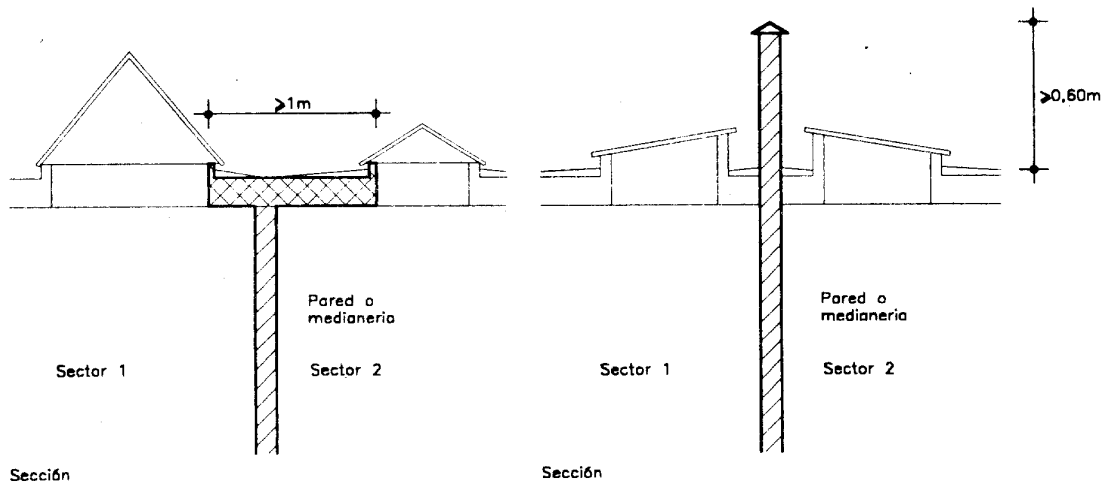 ≥1m
≥0,60m
Pared o
medianeria
Sector 1
Sector 2
Sección
Pared o
medianeria
Sector 1
Sector 2
Sección